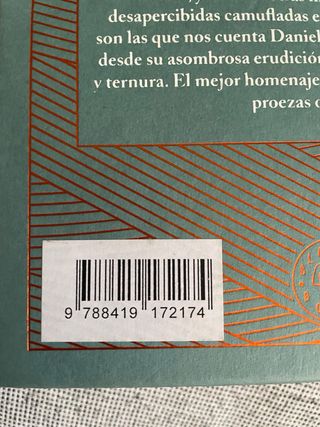 desapercibidas camufladas e
son las que nos cuenta Daniel
desde su asombrosa erudición
y ternura. El mejor homenaje
proezas d
9 788419 172174